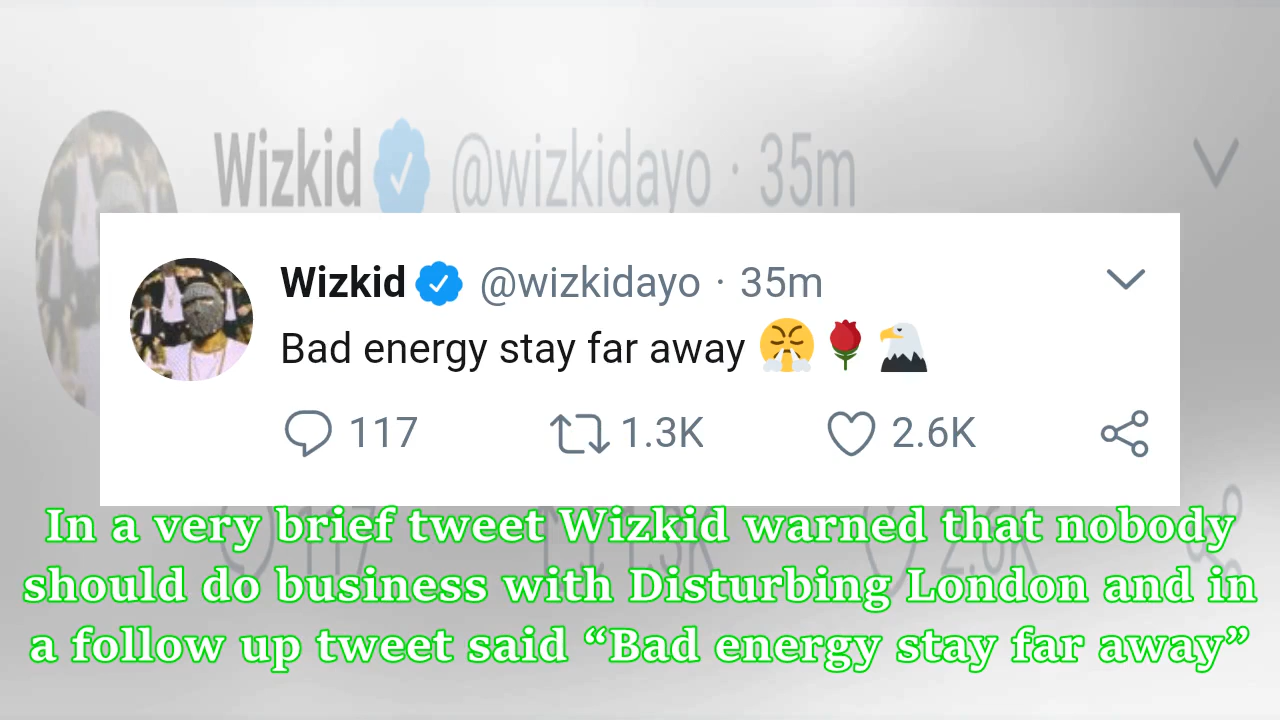 Wizkid @wizkidayo · 35m
Wizkid @wizkidayo · 35m
Bad energy stay far away 😤🌹🦅
117 1.3K 2.6K
In a very brief tweet Wizkid warned that nobody
should do business with Disturbing London and in
a follow up tweet said “Bad energy stay far away”